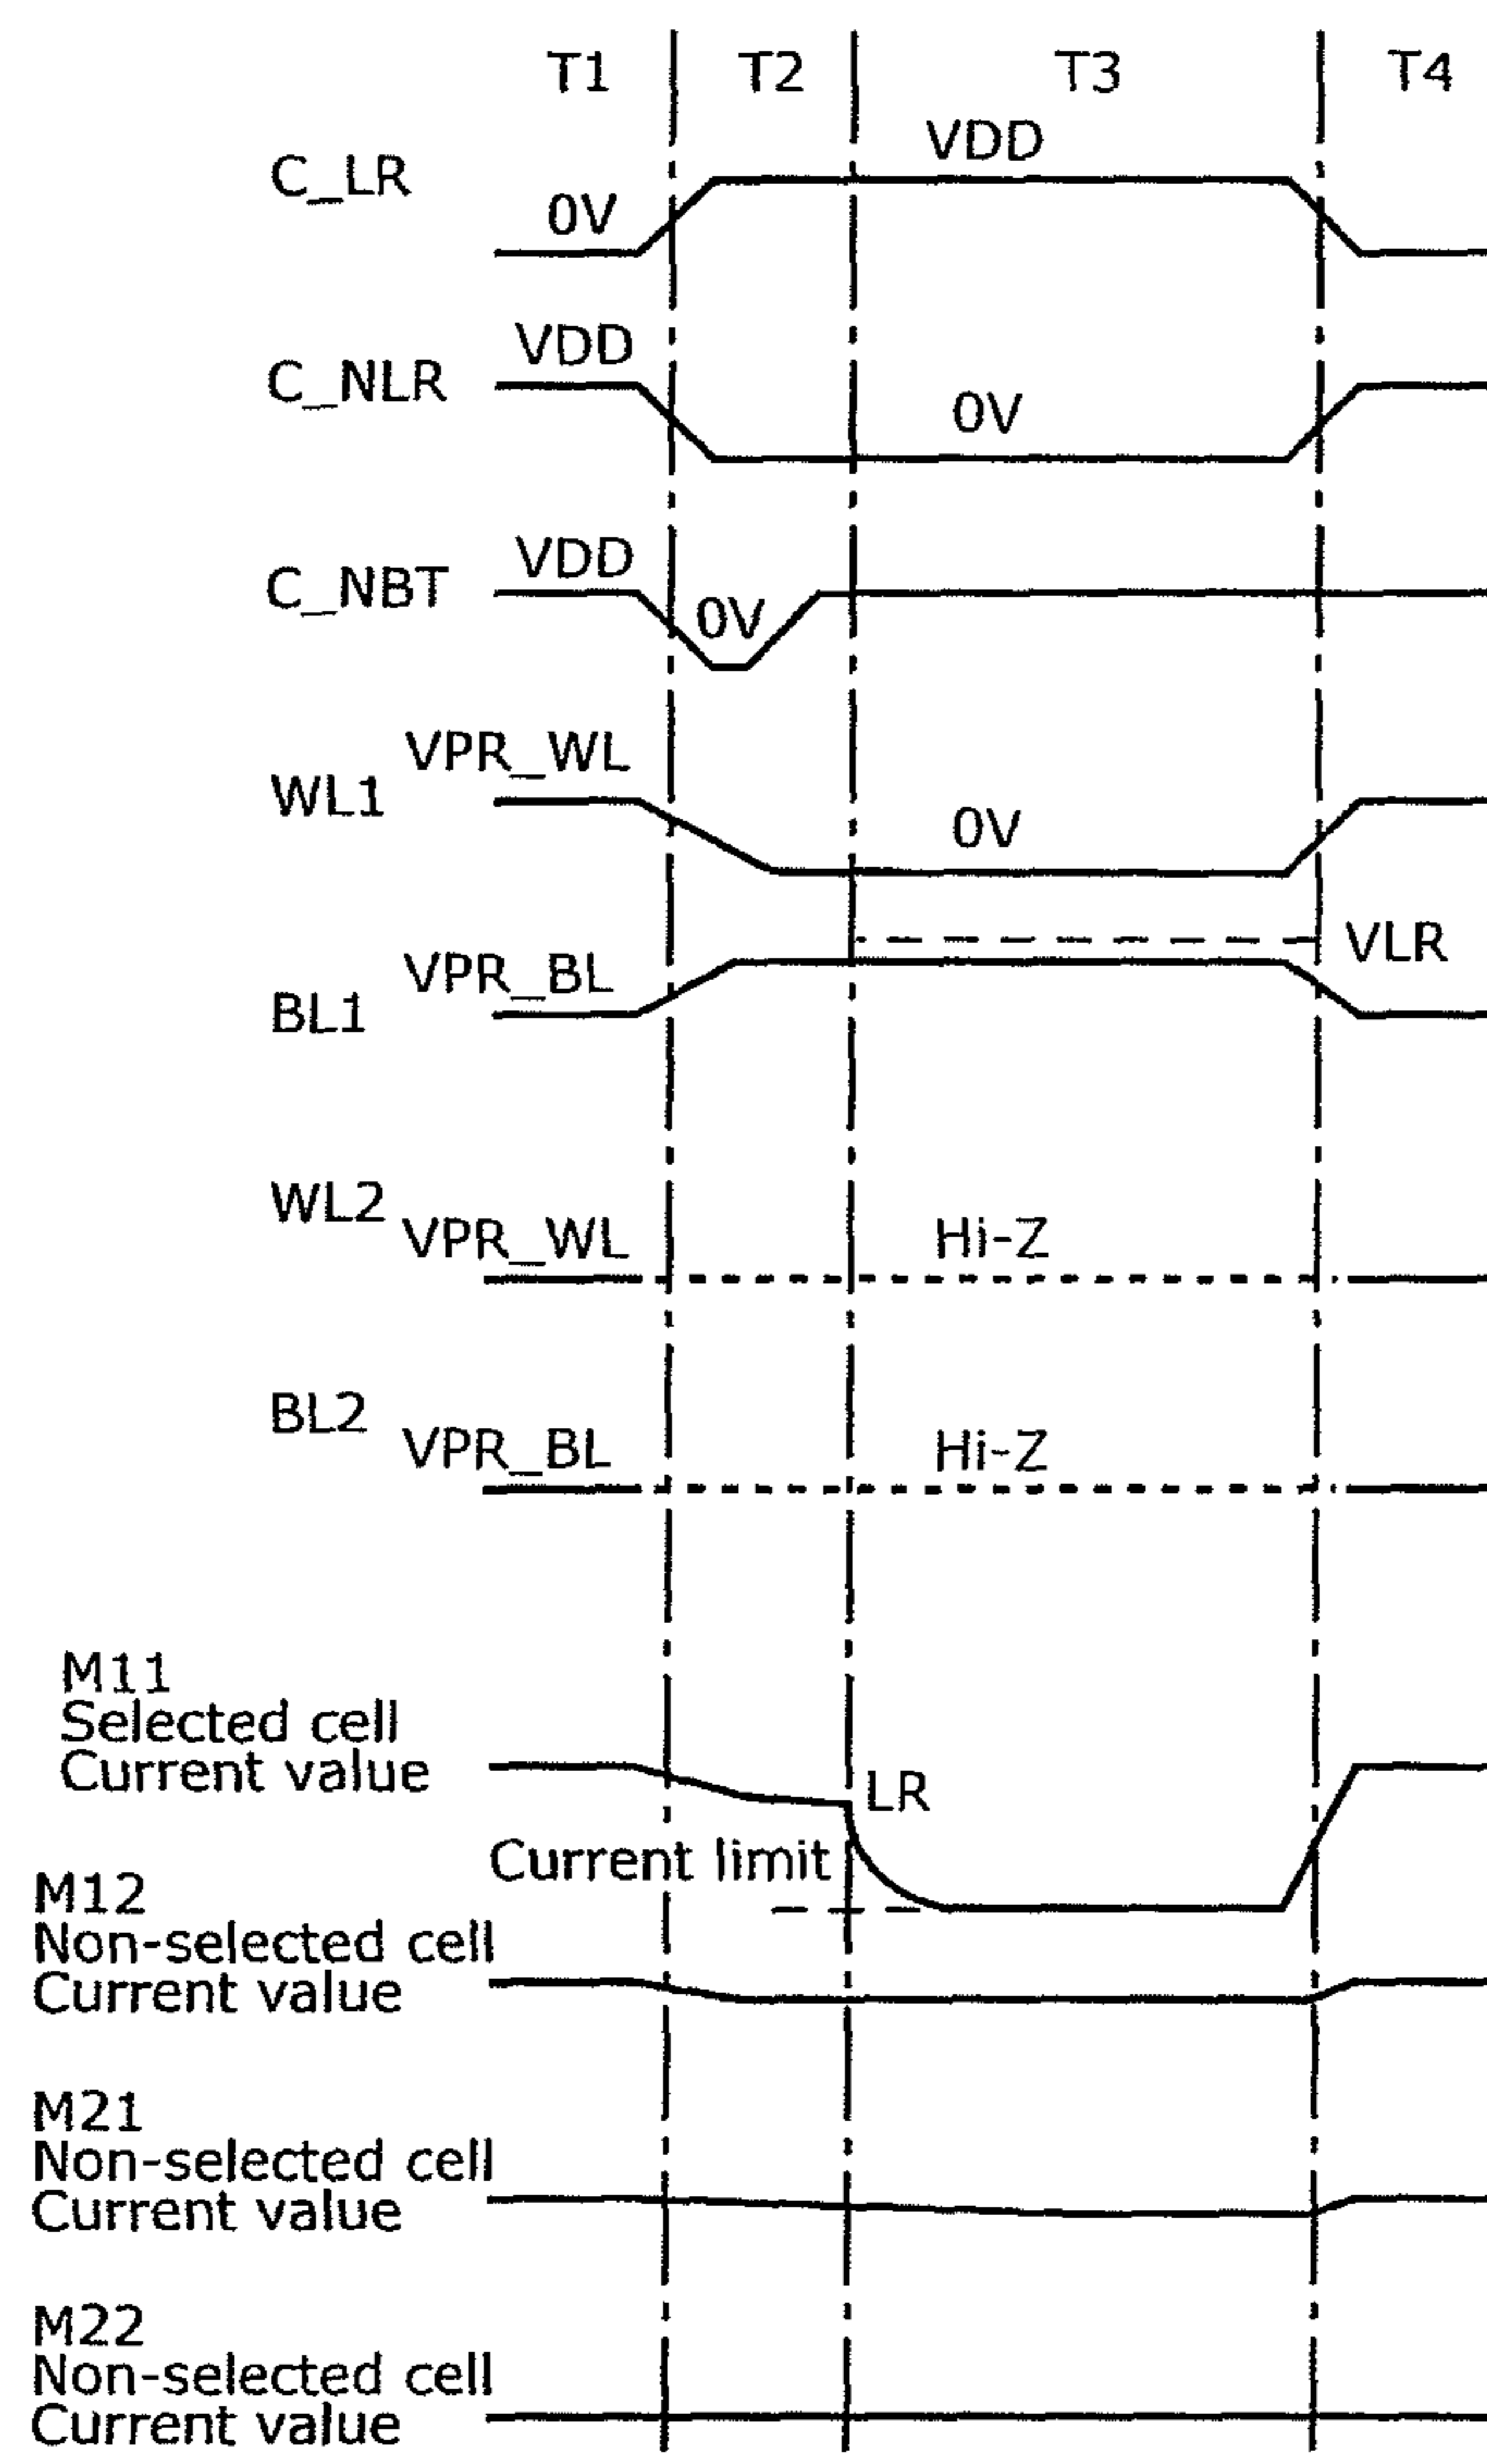 T1 T2 T3 T4
VDD
C_LR
0V
VDD
C_NLR
0V
VDD
C_NBT
0V
VPR_WL
WL1
0V
VLR
VPR_BL
BL1
WL2
VPR_WL Hi-Z
BL2
VPR_BL Hi-Z
M11
Selected cell
Current value
LR
Current limit
M12
Non-selected cell
Current value
M21
Non-selected cell
Current value
M22
Non-selected cell
Current value